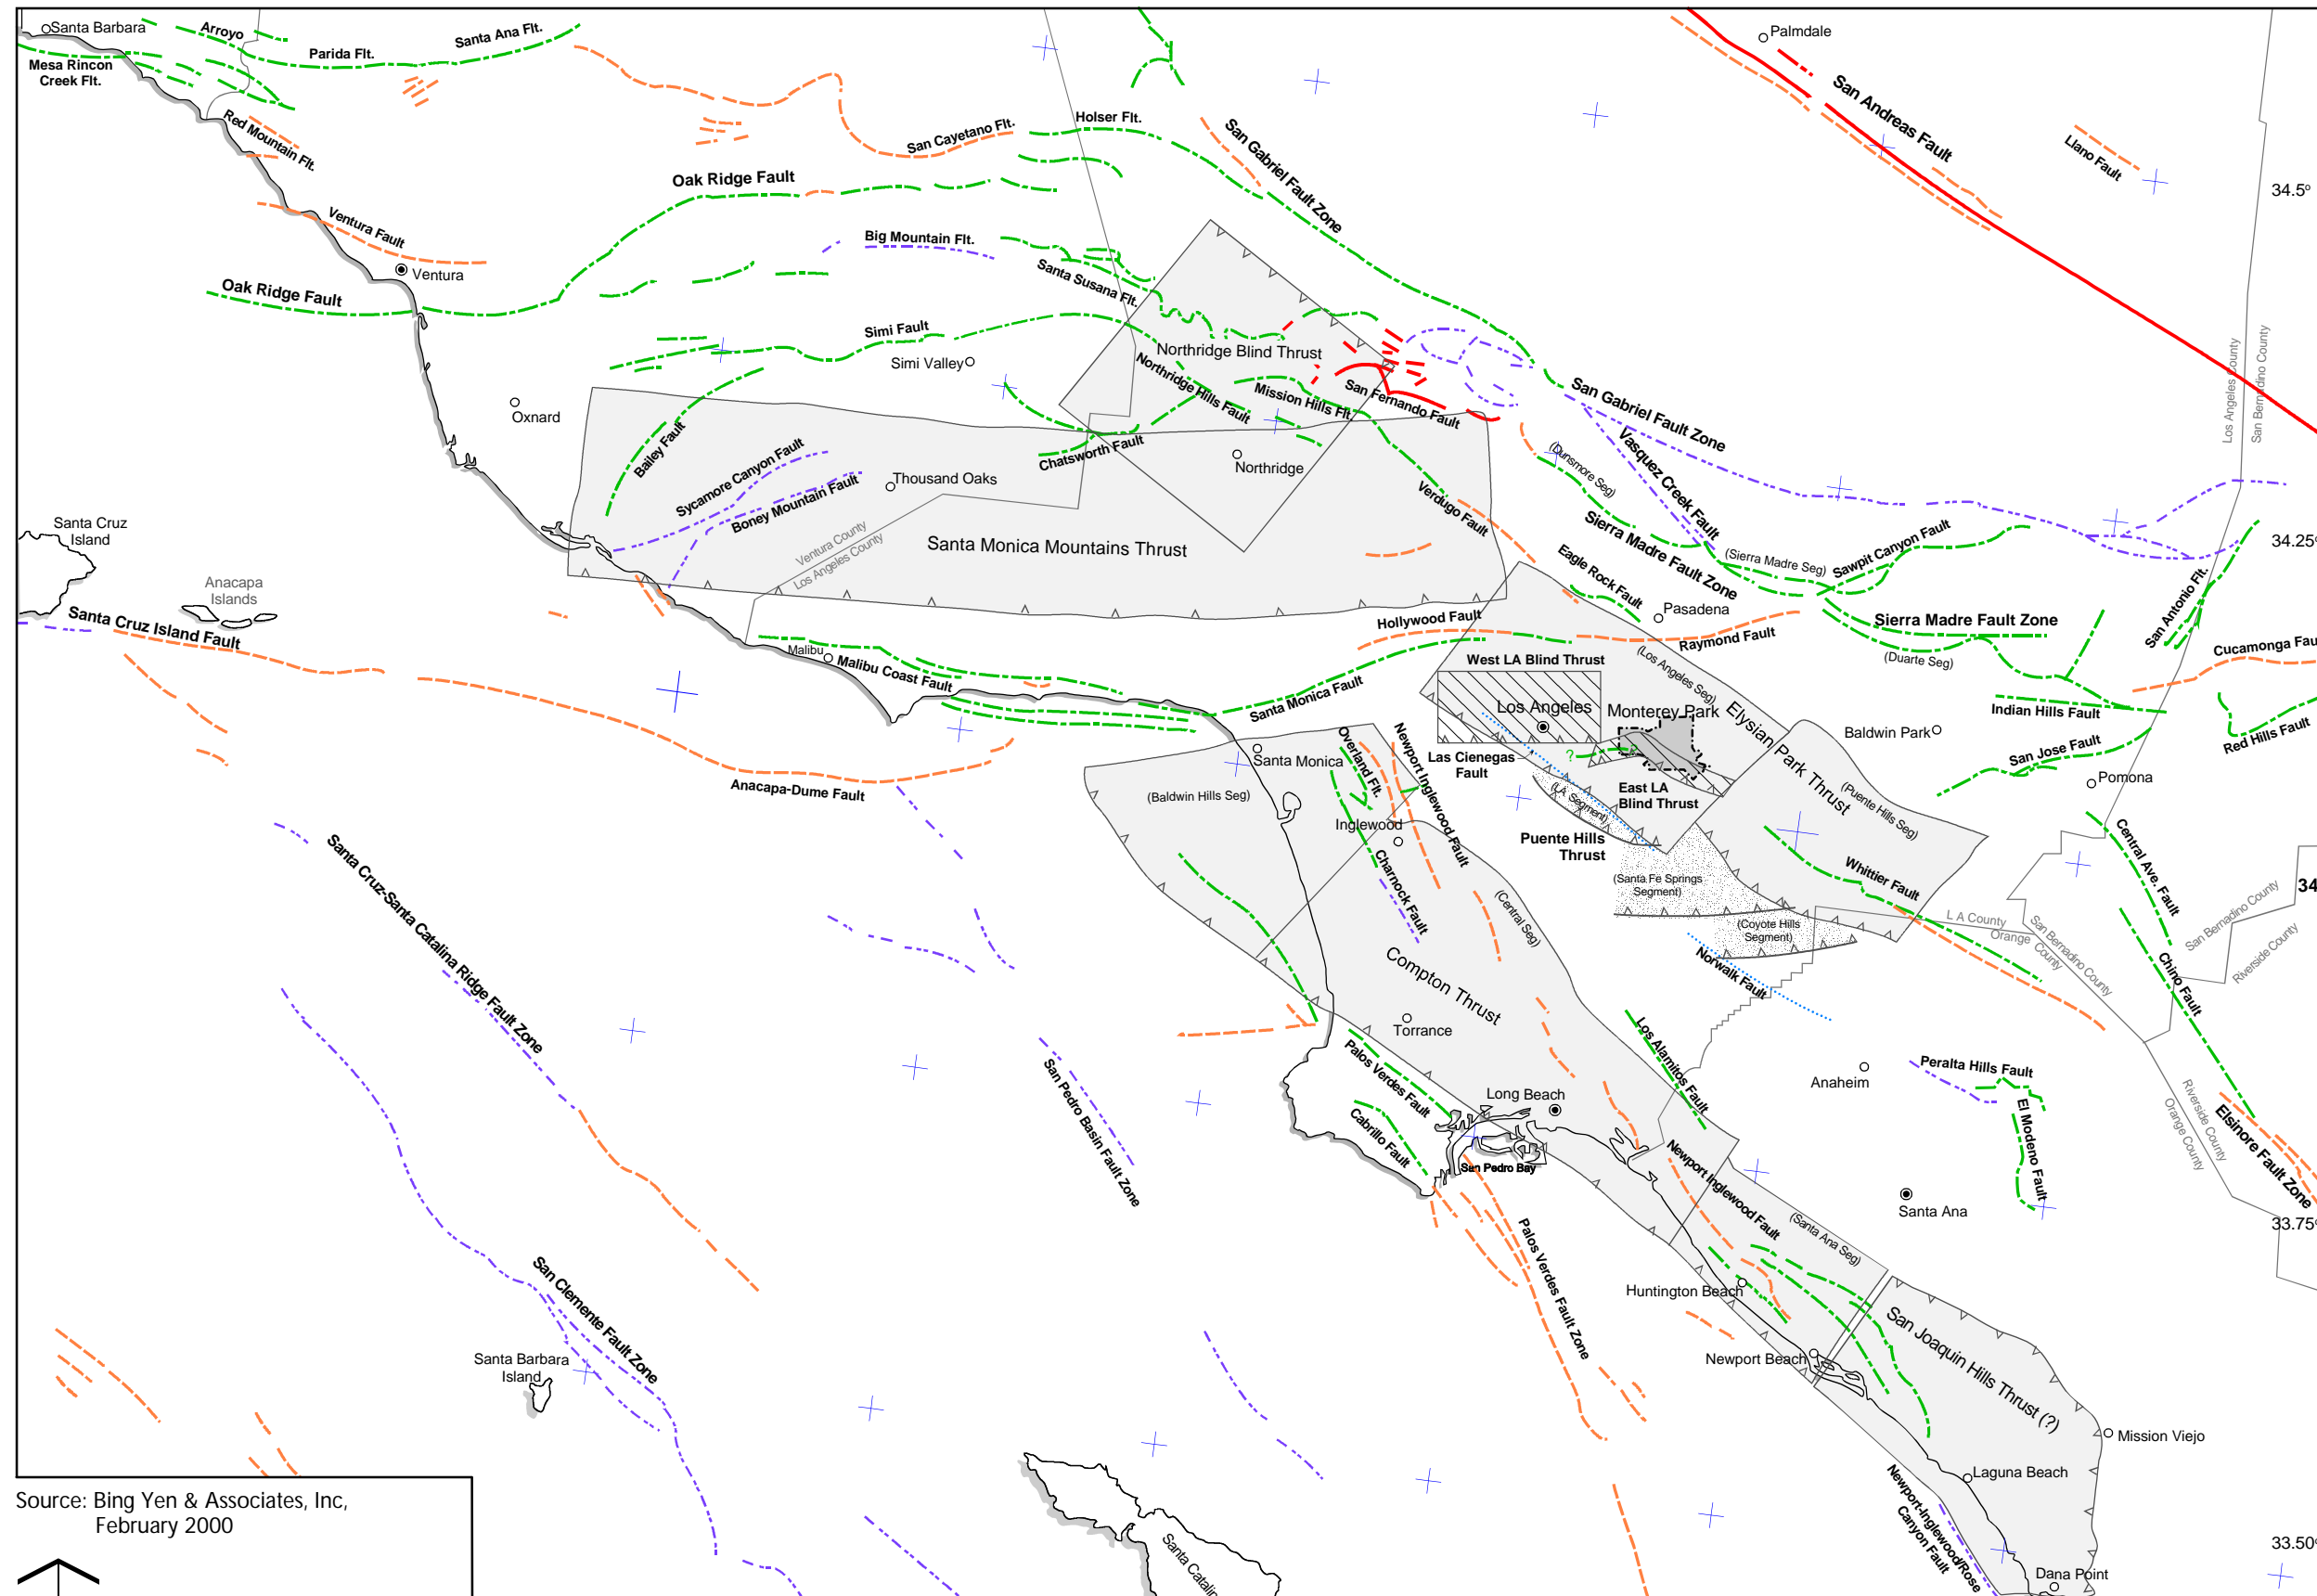 Santa Barbara
Arroyo
Parida Flt.
Santa Ana Flt.
Mesa Rincon
Creek Flt.
Red Mountain Flt.
San Cayetano Flt.
Holser Flt.
San Gabriel Fault Zone
Palmdale
San Andreas Fault
Llano Fault
34.5°
Oak Ridge Fault
Ventura Fault
Ventura
Big Mountain Flt.
Santa Susana Flt.
Oak Ridge Fault
Simi Fault
Simi Valley
Northridge Blind Thrust
Northridge Hills Fault
Mission Hills Flt.
San Fernando Fault
San Gabriel Fault Zone
Los Angeles County
San Bernadino County
Oxnard
Bailey Fault
Sycamore Canyon Fault
Boney Mountain Fault
Thousand Oaks
Chatsworth Fault
Northridge
Verdugo Fault
(Dunsmore Seg)
Vasquez Creek Fault
Sierra Madre Fault Zone
(Sierra Madre Seg)
Sawpit Canyon Fault
34.25°
Ventura County
Los Angeles County
Santa Monica Mountains Thrust
Santa Cruz
Island
Anacapa
Islands
Santa Cruz Island Fault
Eagle Rock Fault
Pasadena
Hollywood Fault
Raymond Fault
Sierra Madre Fault Zone
(Duarte Seg)
San Antonio Flt.
Cucamonga Fau
Malibu
Malibu Coast Fault
Santa Monica Fault
West LA Blind Thrust
(Los Angeles Seg)
Los Angeles
Monterey Park
Elysian Park Thrust
Indian Hills Fault
Baldwin Park
San Jose Fault
Red Hills Fault
Pomona
Anacapa-Dume Fault
Santa Monica
(Baldwin Hills Seg)
Overland Flt.
Newport Inglewood Fault
Las Cienegas
Fault
?
East LA
Blind Thrust
(LA Segment)
(Puente Hills Seg)
Inglewood
Charnock Fault
Puente Hills
Thrust
(Santa Fe Springs
Segment)
Whittier Fault
Central Ave. Fault
34
Santa Cruz-Santa Catalina Ridge Fault Zone
(Central Seg)
(Coyote Hills
Segment)
L A County
Orange County
San Bernadino County
San Bernadino County
Riverside County
Compton Thrust
Norwalk Fault
Chino Fault
Torrance
Los Alamitos Fault
San Pedro Basin Fault Zone
Palos Verdes Fault
Cabrillo Fault
Long Beach
Anaheim
Peralta Hills Fault
El Modeno Fault
Riverside County
Orange County
Elsinore Fault Zone
San Pedro Bay
Newport Inglewood Fault
(Santa Ana Seg)
Santa Ana
33.75°
Palos Verdes Fault Zone
San Clemente Fault Zone
Huntington Beach
Santa Barbara
Island
Newport Beach
San Joaquin Hills Thrust (?)
Mission Viejo
Laguna Beach
Newport-Inglewood/Rose
Canyon Fault
33.50°
Dana Point
Santa Catalin
Source: Bing Yen & Associates, Inc,
February 2000